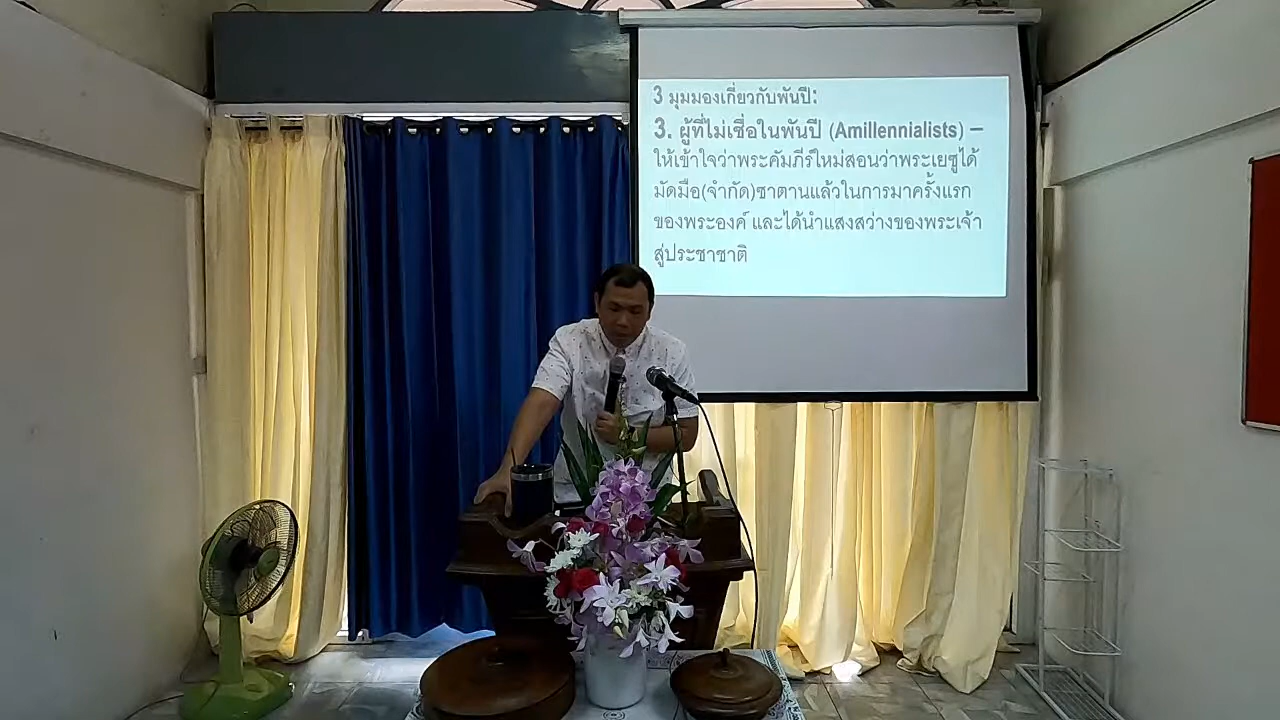 3 มุมมองเกี่ยวกับพันปี:
3. ผู้ที่ไม่เชื่อในพันปี (Amillennialists) –
ให้เข้าใจว่าพระคัมภีร์ใหม่สอนว่าพระเยซูได้
มัดมือ(จำกัด)ซาตานแล้วในการมาครั้งแรก
ของพระองค์ และได้นำแสงสว่างของพระเจ้า
สู่ประชาชาติ